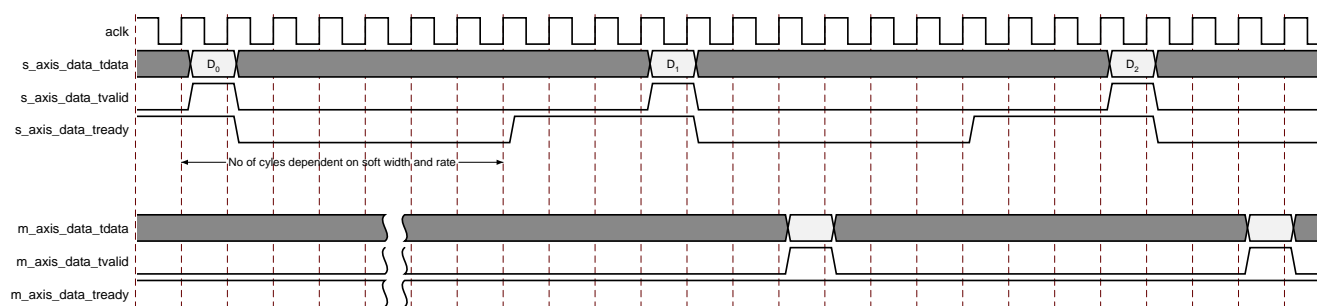 aclk
s_axis_data_tdata D0 D1 D2
s_axis_data_tvalid
s_axis_data_tready
No of cyles dependent on soft width and rate
m_axis_data_tdata
m_axis_data_tvalid
m_axis_data_tready